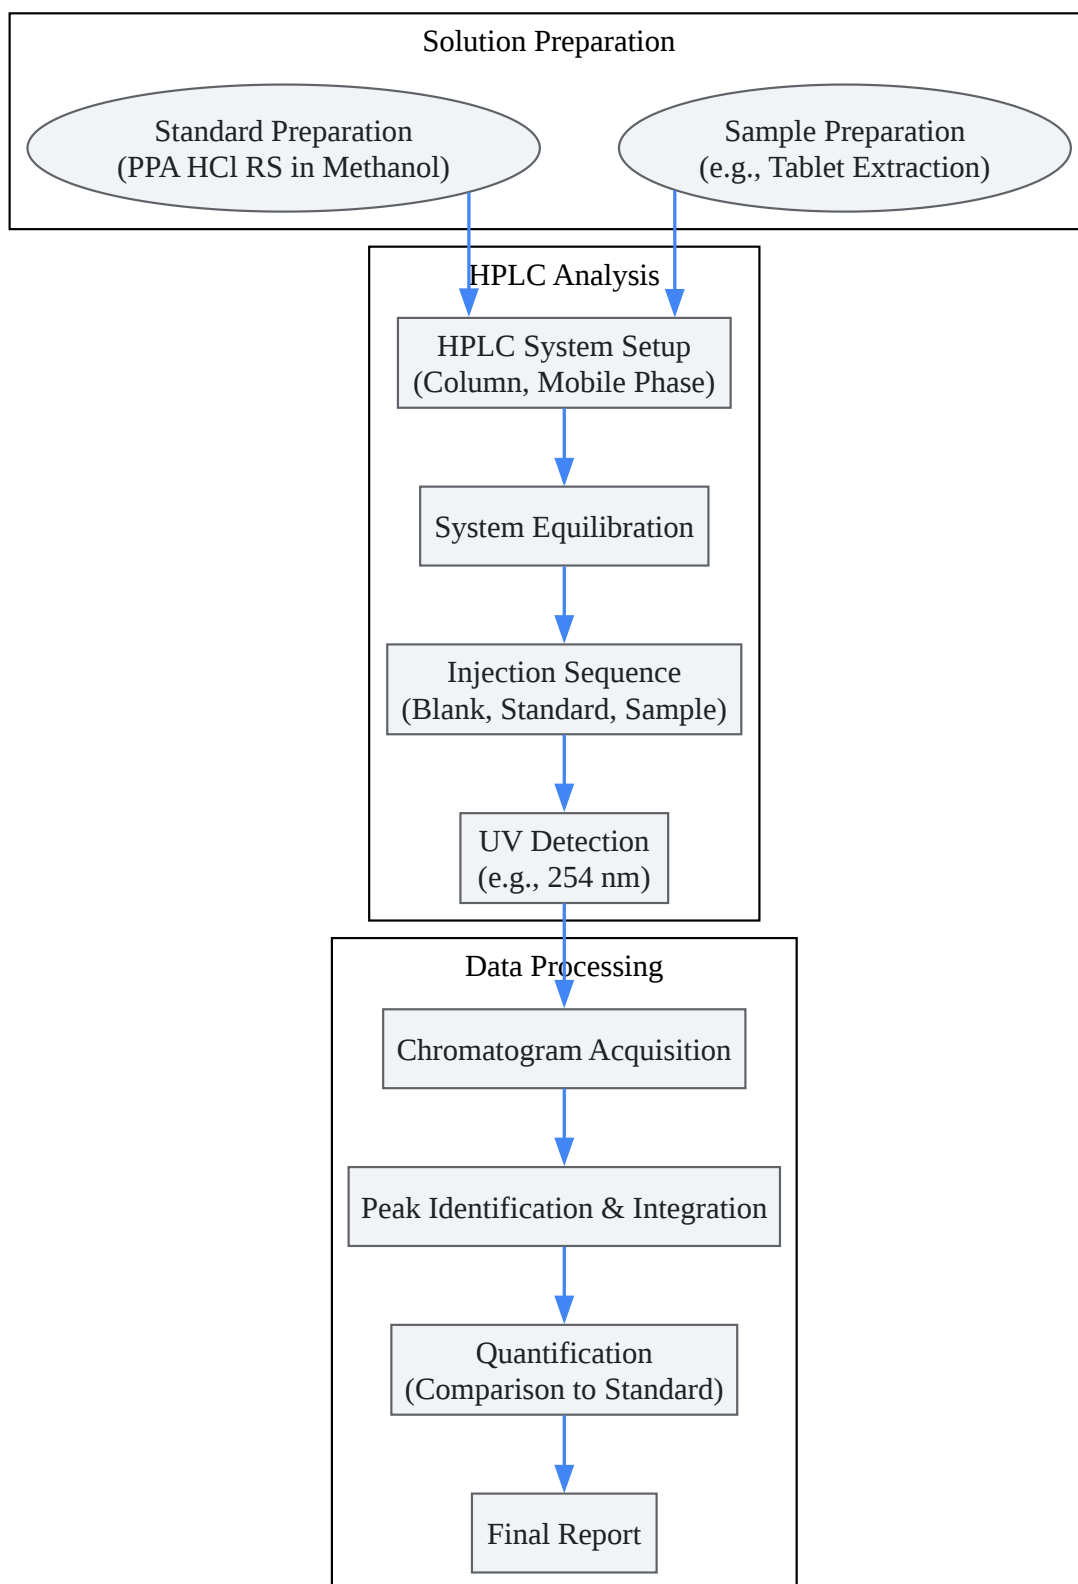 Solution Preparation
Standard Preparation
(PPA HCl RS in Methanol)
Sample Preparation
(e.g., Tablet Extraction)
HPLC Analysis
HPLC System Setup
(Column, Mobile Phase)
System Equilibration
Injection Sequence
(Blank, Standard, Sample)
UV Detection
(e.g., 254 nm)
Data Processing
Chromatogram Acquisition
Peak Identification & Integration
Quantification
(Comparison to Standard)
Final Report